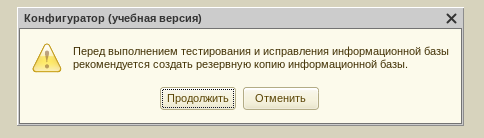 Конфигуратор (учебная версия)
Перед выполнением тестирования и исправления информационной базы
рекомендуется создать резервную копию информационной базы.
Продолжить Отменить